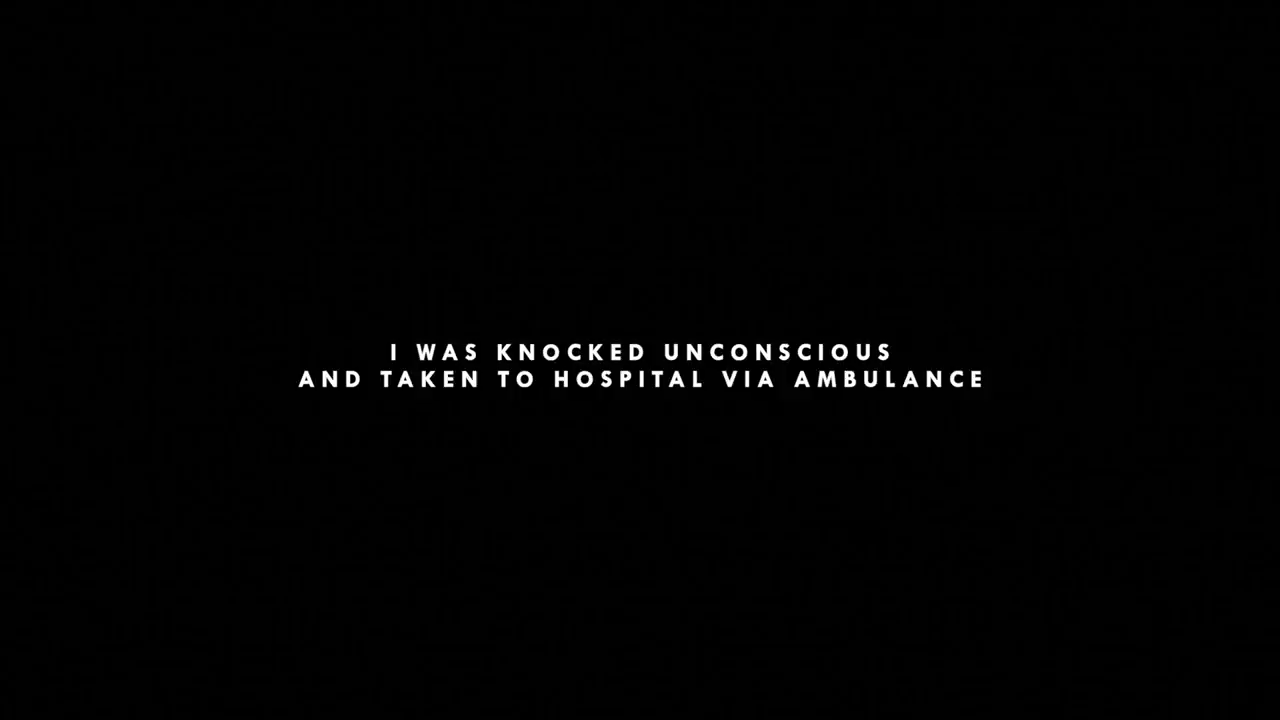 I WAS KNOCKED UNCONSCIOUS
AND TAKEN TO HOSPITAL VIA AMBULANCE